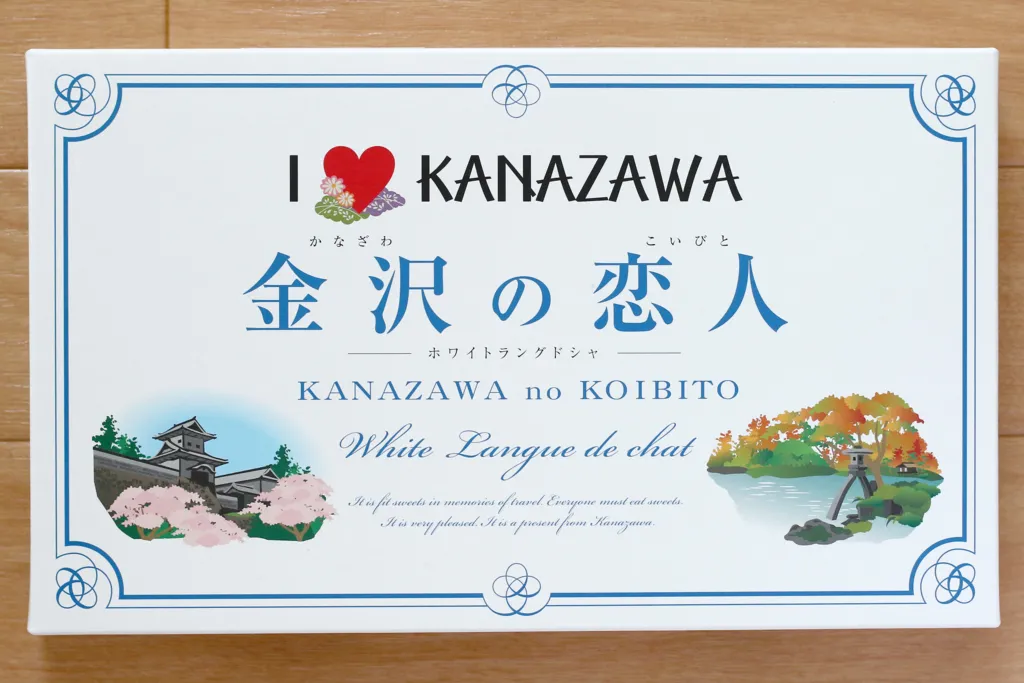 I ♥ KANAZAWA
かなざわ こいびと
金沢の恋人
ホワイトラングドシャ
KANAZAWA no KOIBITO
White Langue de chat
It is fit sweets in memories of travel. Everyone must eat sweets.
It is very pleased. It is a present from Kanazawa.